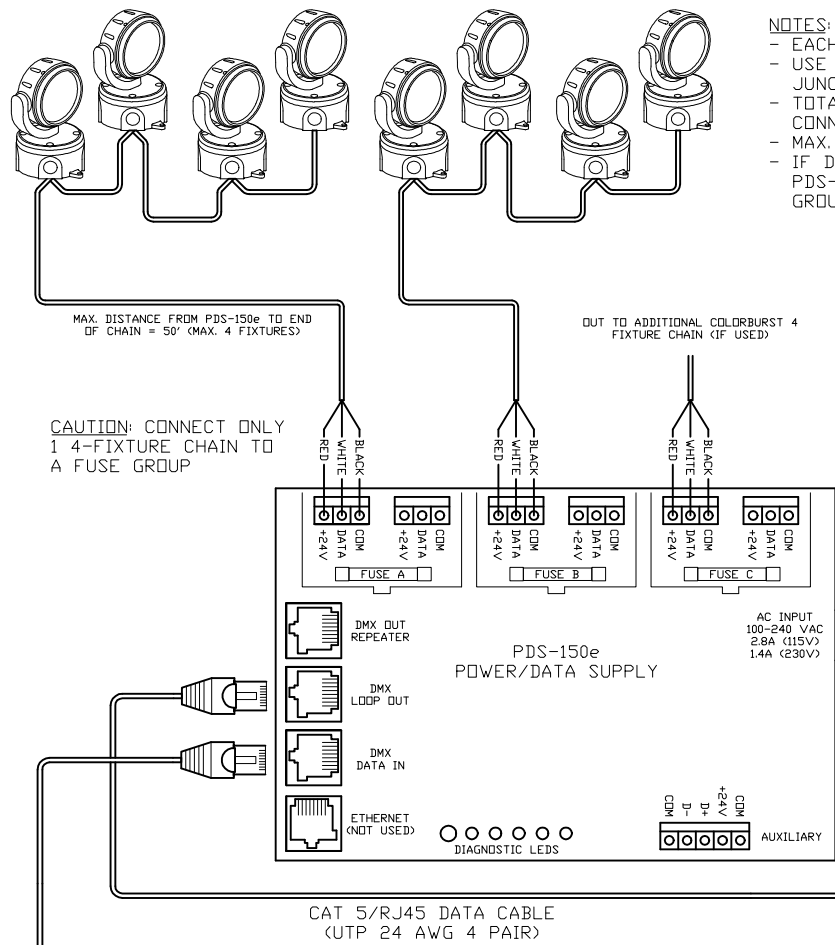 NOTES:
- EACH
- USE
JUNC
- TOTA
CONN
- MAX.
- IF D
PDS-
GROU
MAX. DISTANCE FROM PDS-150e TO END
OF CHAIN = 50' (MAX. 4 FIXTURES)
OUT TO ADDITIONAL COLORBURST 4
FIXTURE CHAIN (IF USED)
CAUTION: CONNECT ONLY
1 4-FIXTURE CHAIN TO
A FUSE GROUP
RED
WHITE
BLACK
RED
WHITE
BLACK
RED
WHITE
BLACK
+24V
DATA
COM
+24V
DATA
COM
+24V
DATA
COM
+24V
DATA
COM
+24V
DATA
COM
+24V
DATA
COM
FUSE A
FUSE B
FUSE C
DMX OUT
REPEATER
PDS-150e
POWER/DATA SUPPLY
AC INPUT
100-240 VAC
2.8A (115V)
1.4A (230V)
DMX
LOOP OUT
DMX
DATA IN
ETHERNET
(NOT USED)
DIAGNOSTIC LEDS
COM
D-
D+
+24V
COM
AUXILIARY
CAT 5/RJ45 DATA CABLE
(UTP 24 AWG 4 PAIR)